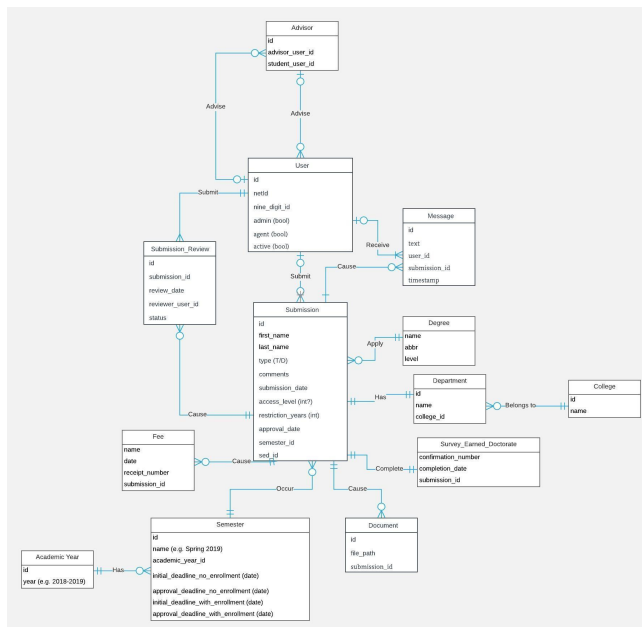 Advisor
id
advisor_user_id
student_user_id
Advise
Advise
User
id
netId
nine_digit_id
admin (bool)
agent (bool)
active (bool)
Submit
Submission_Review
id
submission_id
review_date
reviewer_user_id
status
Message
id
text
user_id
submission_id
timestamp
Receive
Cause
Submit
Submission
id
first_name
last_name
type (T/D)
comments
submission_date
access_level (int?)
restriction_years (int)
approval_date
semester_id
sed_id
Degree
name
abbr
level
Apply
Department
id
name
college_id
Has
College
id
name
Belongs to
Cause
Fee
name
date
receipt_number
submission_id
Cause
Survey_Earned_Doctorate
confirmation_number
completion_date
submission_id
Complete
Occur
Cause
Semester
id
name (e.g. Spring 2019)
academic_year_id
initial_deadline_no_enrollment (date)
approval_deadline_no_enrollment (date)
initial_deadline_with_enrollment (date)
approval_deadline_with_enrollment (date)
Document
id
file_path
submission_id
Academic Year
id
year (e.g. 2018-2019)
Has